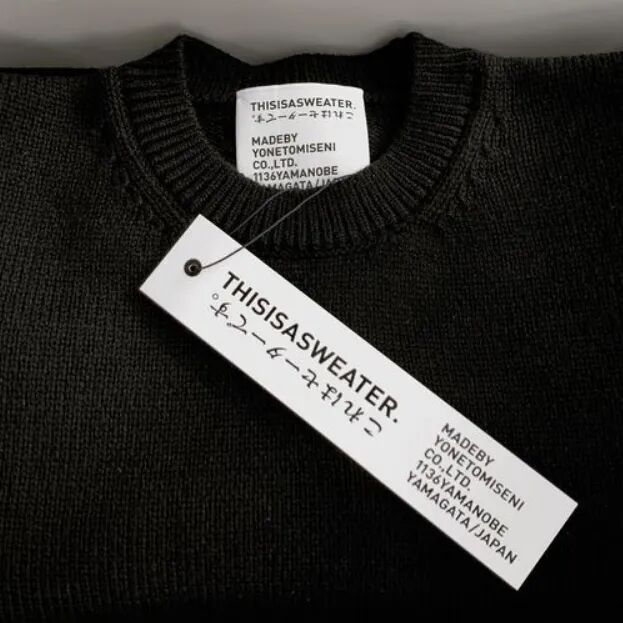 THISISASWEATER.
これはセーターです。
MADEBY
YONETOMISENI
CO.,LTD.
1136YAMANOBE
YAMAGATA/JAP
THISISASWEATER.
これはセーターです。
MADEBY
YONETOMISENI
CO.,LTD.
1136YAMANOBE
YAMAGATA/JAPAN